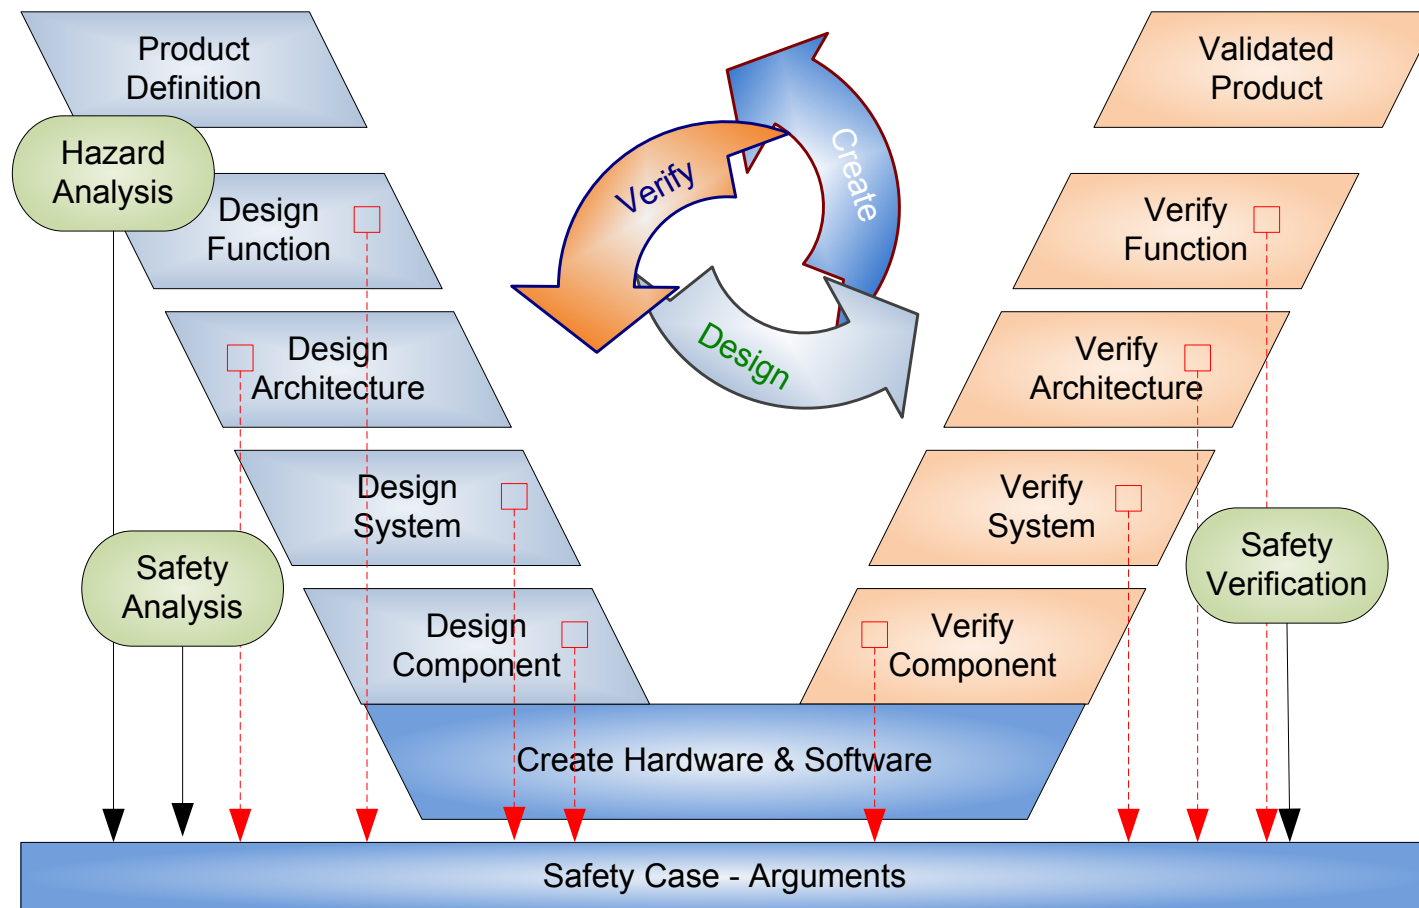 Product
Definition
Validated
Product
Hazard
Analysis
Create
Verify
Design
Design
Function
Verify
Function
Design
Architecture
Verify
Architecture
Design
System
Verify
System
Safety
Analysis
Safety
Verification
Design
Component
Verify
Component
Create Hardware & Software
Safety Case - Arguments